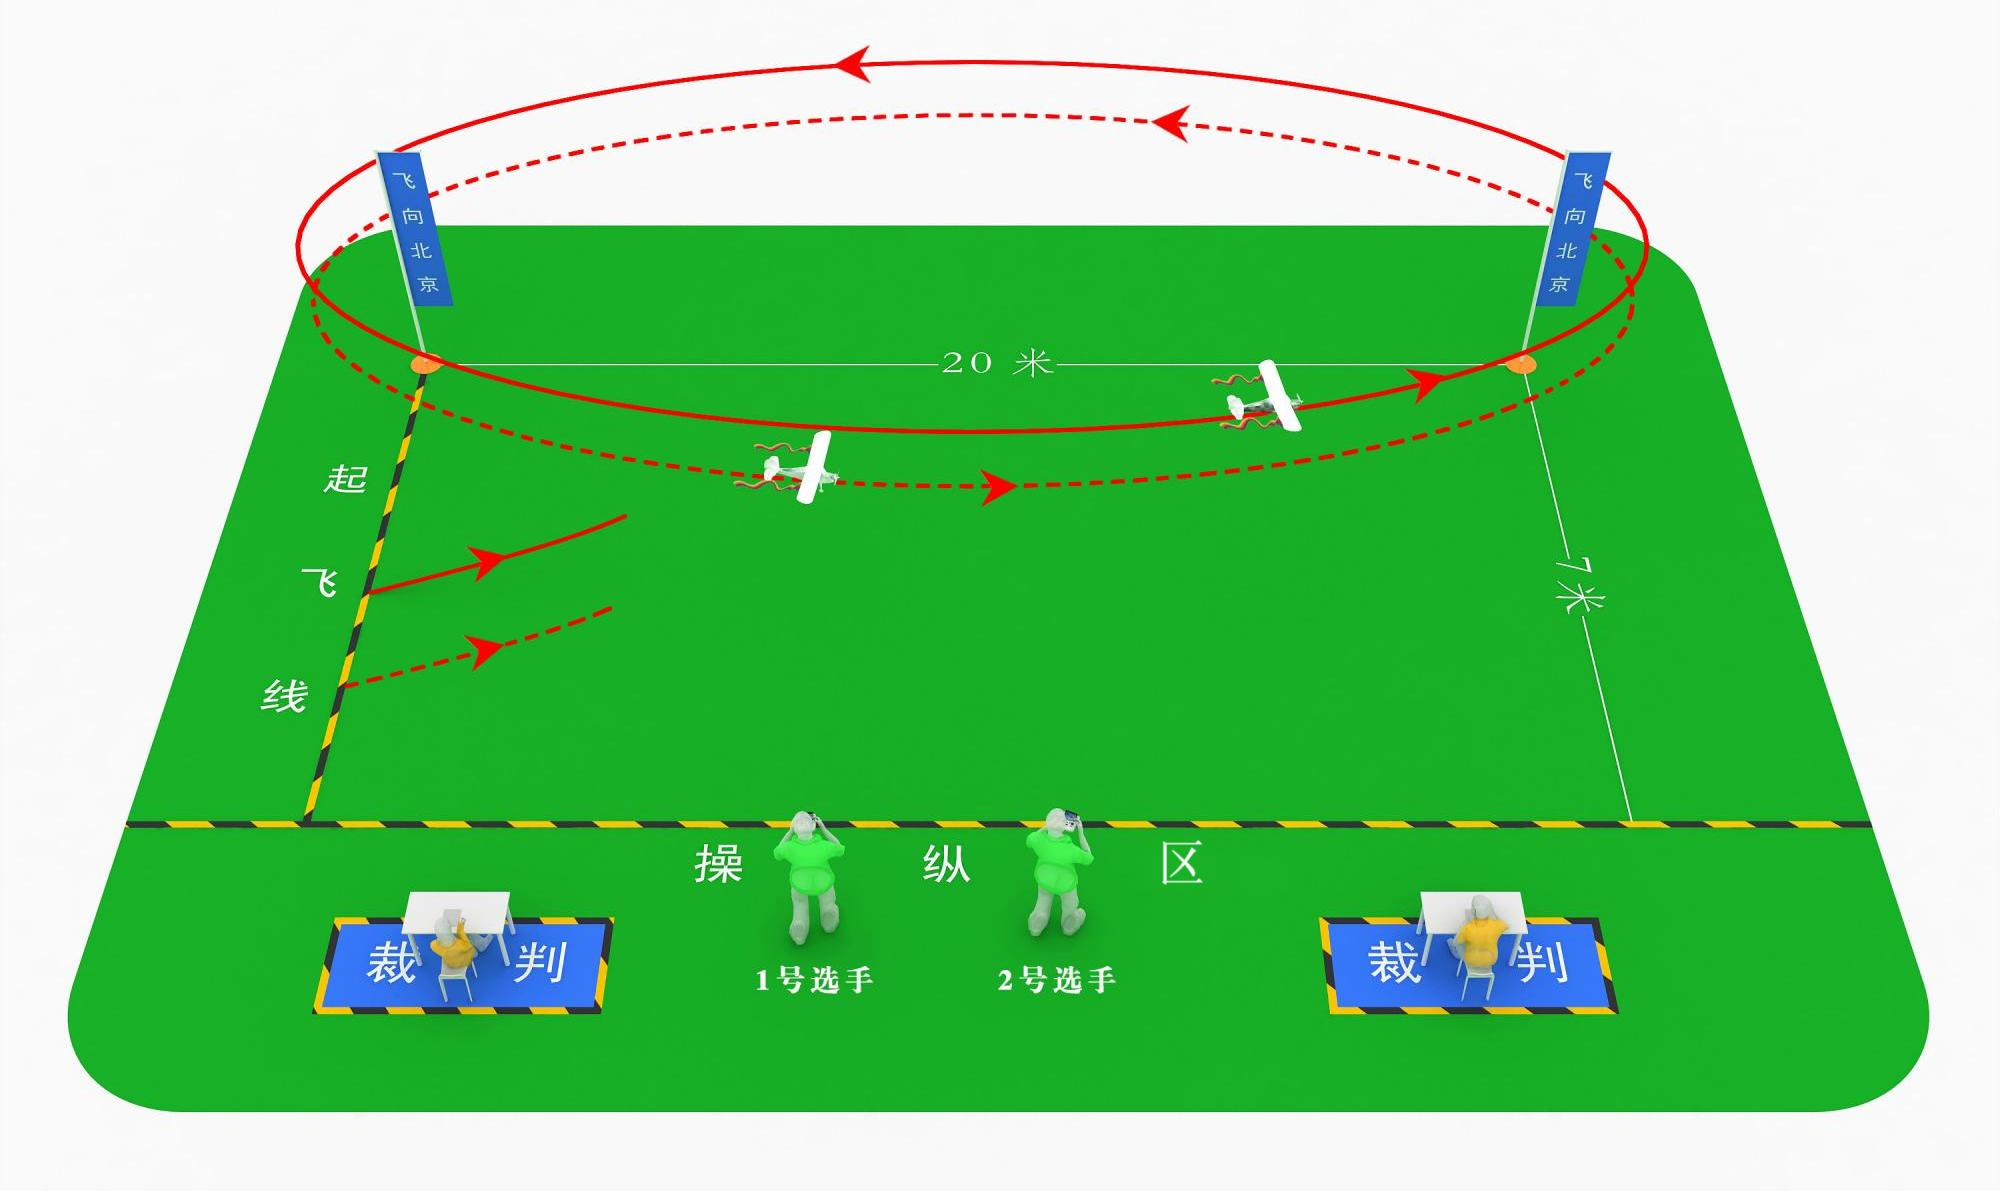 飞向北京
飞向北京
20 米
起飞线
7米
操纵区
裁判
裁判
1号选手
2号选手